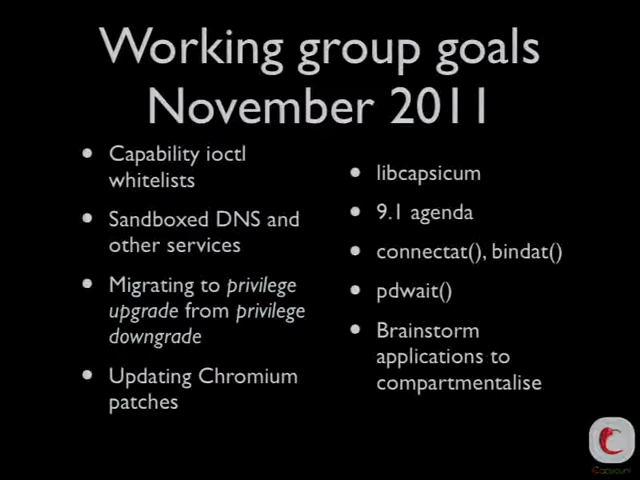 Working group goals
November 2011
• Capability ioctl
whitelists
• Sandboxed DNS and
other services
• Migrating to privilege
upgrade from privilege
downgrade
• Updating Chromium
patches
• libcapsicum
• 9.1 agenda
• connectat(), bindat()
• pdwait()
• Brainstorm
applications to
compartmentalise
Capsicum